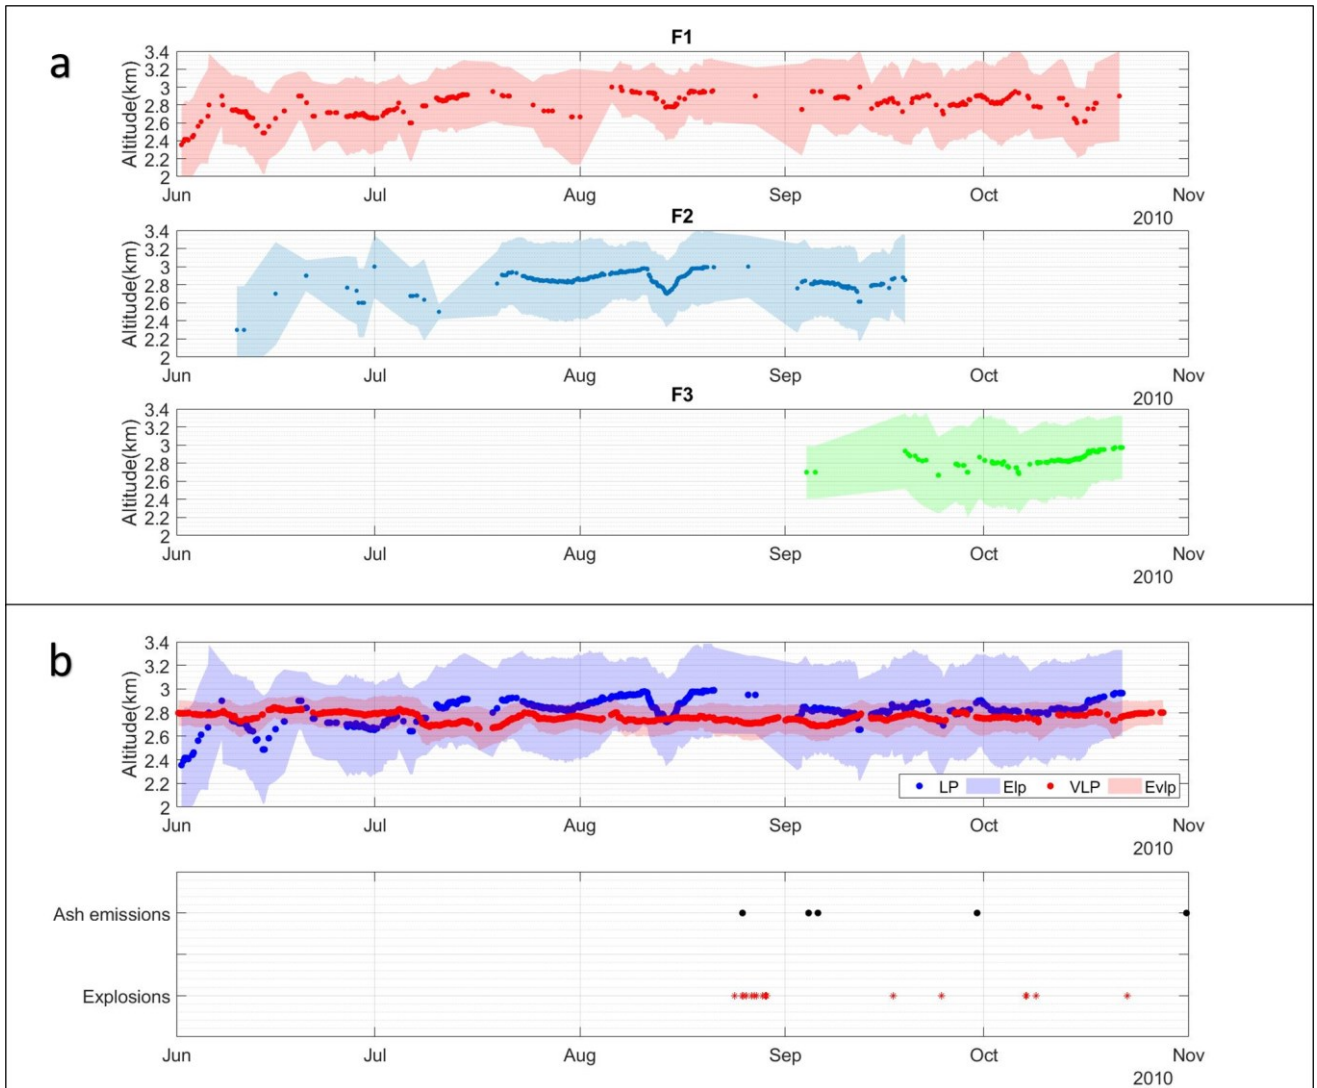 a
F1
Altitude(km)
3.4
3.2
3
2.8
2.6
2.4
2.2
2
Jun Jul Aug Sep Oct Nov
2010
F2
Altitude(km)
3.4
3.2
3
2.8
2.6
2.4
2.2
2
Jun Jul Aug Sep Oct Nov
2010
F3
Altitude(km)
3.4
3.2
3
2.8
2.6
2.4
2.2
2
Jun Jul Aug Sep Oct Nov
2010
b
Altitude(km)
3.4
3.2
3
2.8
2.6
2.4
2.2
2
LP Elp VLP Evlp
Jun Jul Aug Sep Oct Nov
2010
Ash emissions
Explosions
Jun Jul Aug Sep Oct Nov
2010